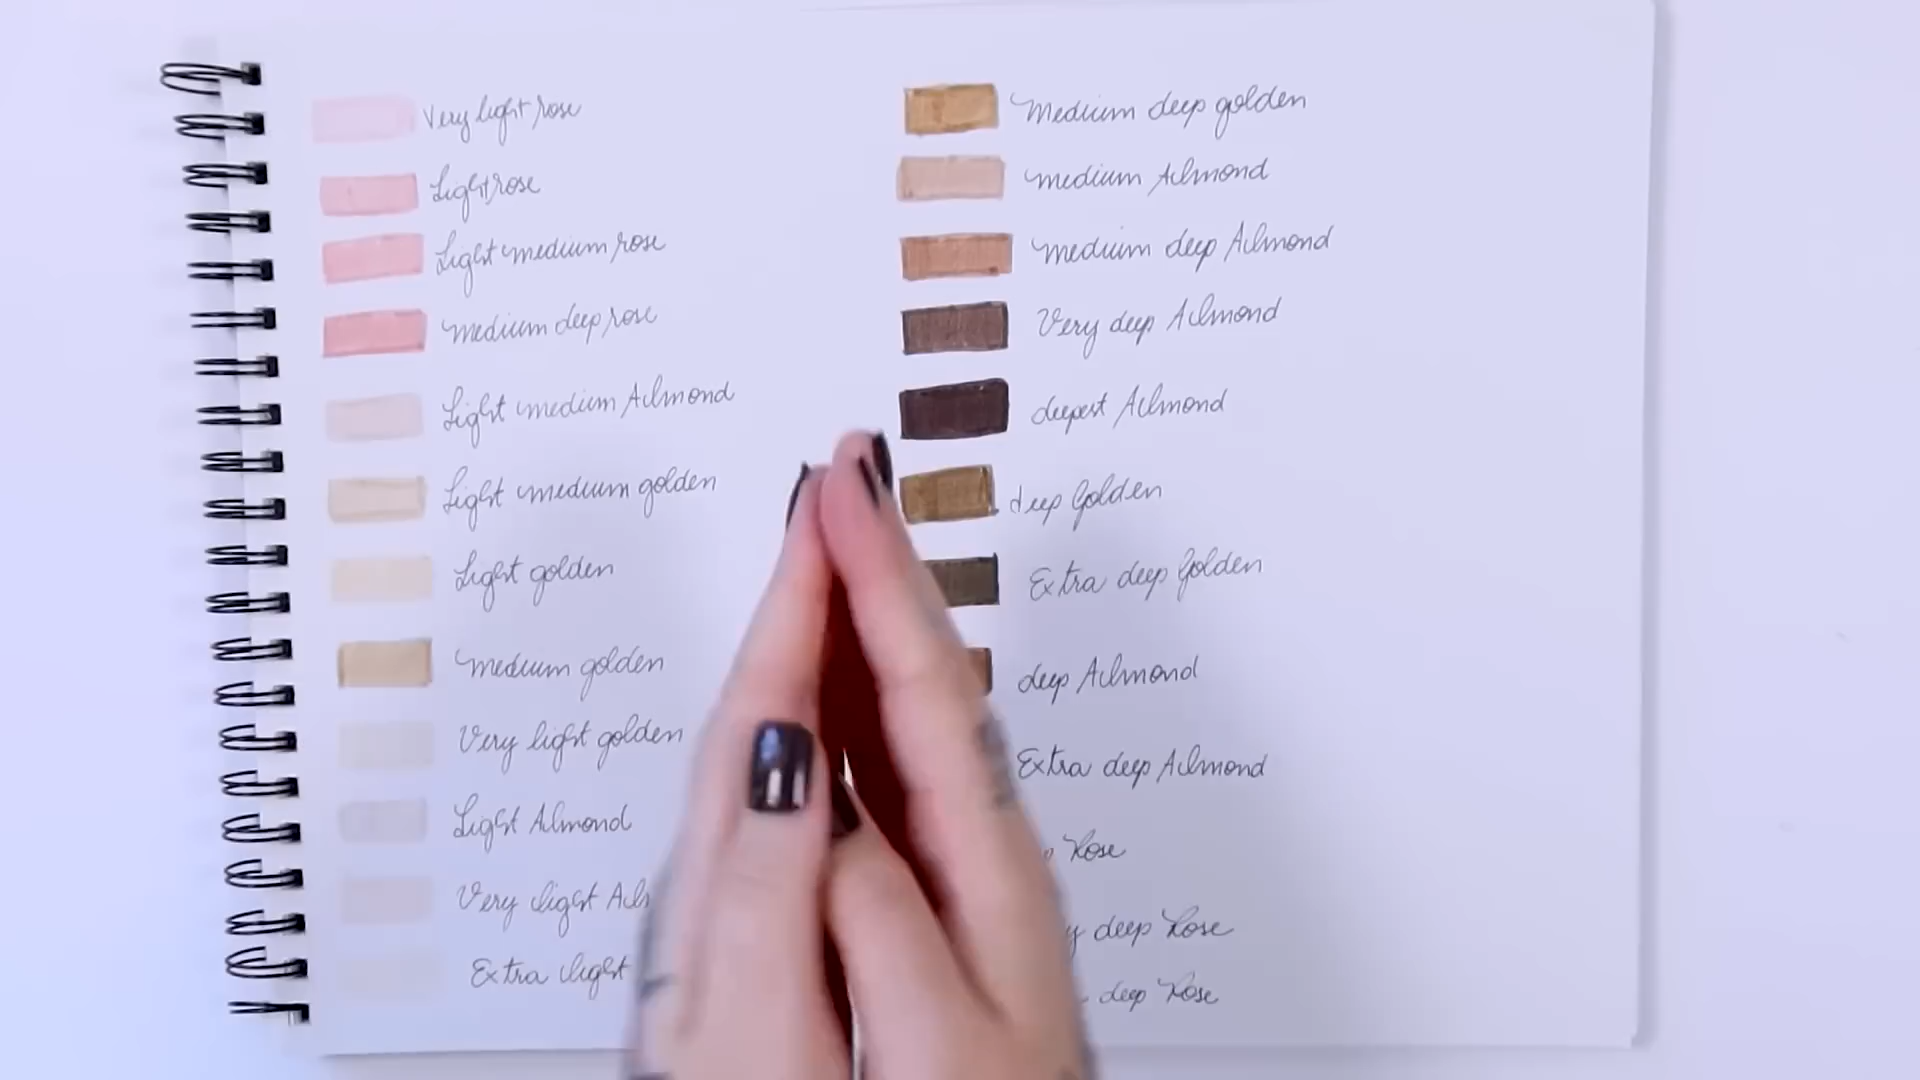 Very light rose
Light rose
Light medium rose
Medium deep rose
Light medium Almond
Light medium golden
Light golden
Medium golden
Very light golden
Light Almond
Very light
Extra light
Medium deep golden
Medium Almond
Medium deep Almond
Very deep Almond
deepest Almond
deep Golden
Extra deep Golden
deep Almond
Extra deep Almond
Rose
deep Rose
deep Rose